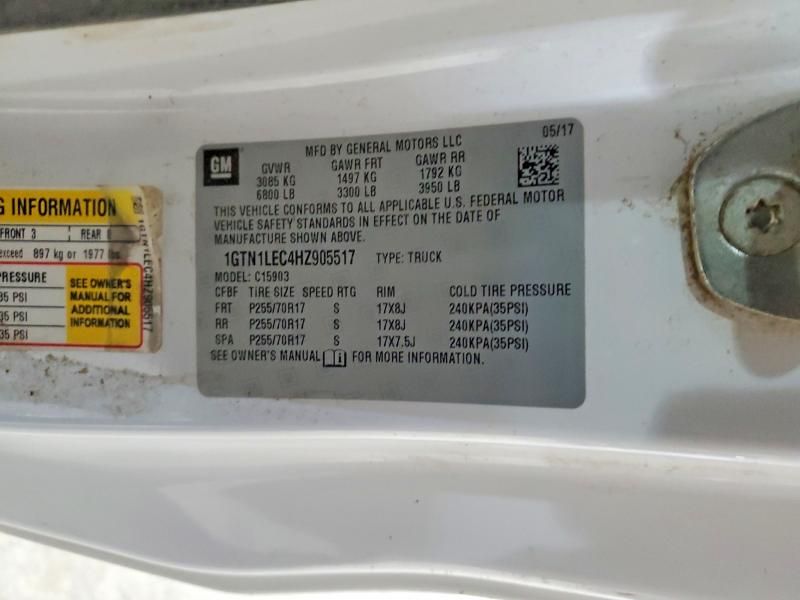 GM
MFD BY GENERAL MOTORS LLC 05/17
GVWR GAWR FRT GAWR RR
3085 KG 1497 KG 1792 KG
6800 LB 3300 LB 3950 LB
THIS VEHICLE CONFORMS TO ALL APPLICABLE U.S. FEDERAL MOTOR
VEHICLE SAFETY STANDARDS IN EFFECT ON THE DATE OF
MANUFACTURE SHOWN ABOVE.
1GTN1LEC4HZ905517 TYPE: TRUCK
MODEL: C15903
CFBF TIRE SIZE SPEED RTG RIM COLD TIRE PRESSURE
FRT P255/70R17 S 17X8J 240KPA(35PSI)
RR P255/70R17 S 17X8J 240KPA(35PSI)
SPA P255/70R17 S 17X7.5J 240KPA(35PSI)
SEE OWNER'S MANUAL FOR MORE INFORMATION.
G INFORMATION
FRONT 3 REAR
exceed 897 kg or 1977 lbs.
PRESSURE
35 PSI
35 PSI
35 PSI
SEE OWNER'S
MANUAL FOR
ADDITIONAL
INFORMATION
1GTN1LEC4HZ905517